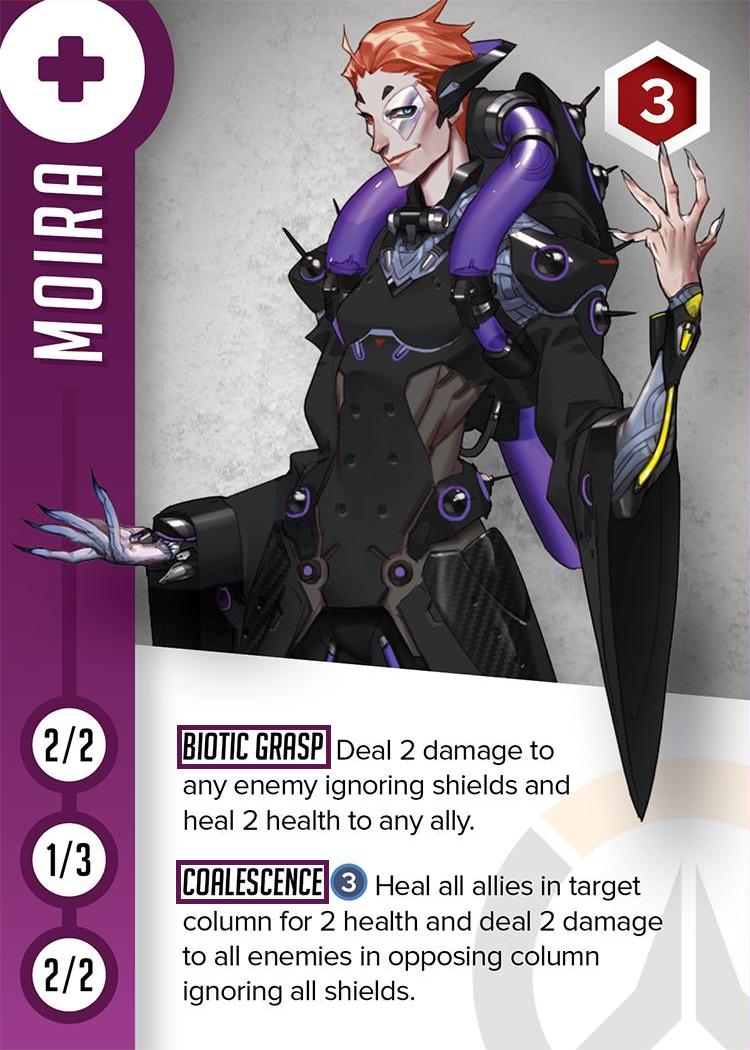 3
MOIRA
2/2
1/3
2/2
BIOTIC GRASP Deal 2 damage to
any enemy ignoring shields and
heal 2 health to any ally.
COALESCENCE 3 Heal all allies in target
column for 2 health and deal 2 damage
to all enemies in opposing column
ignoring all shields.